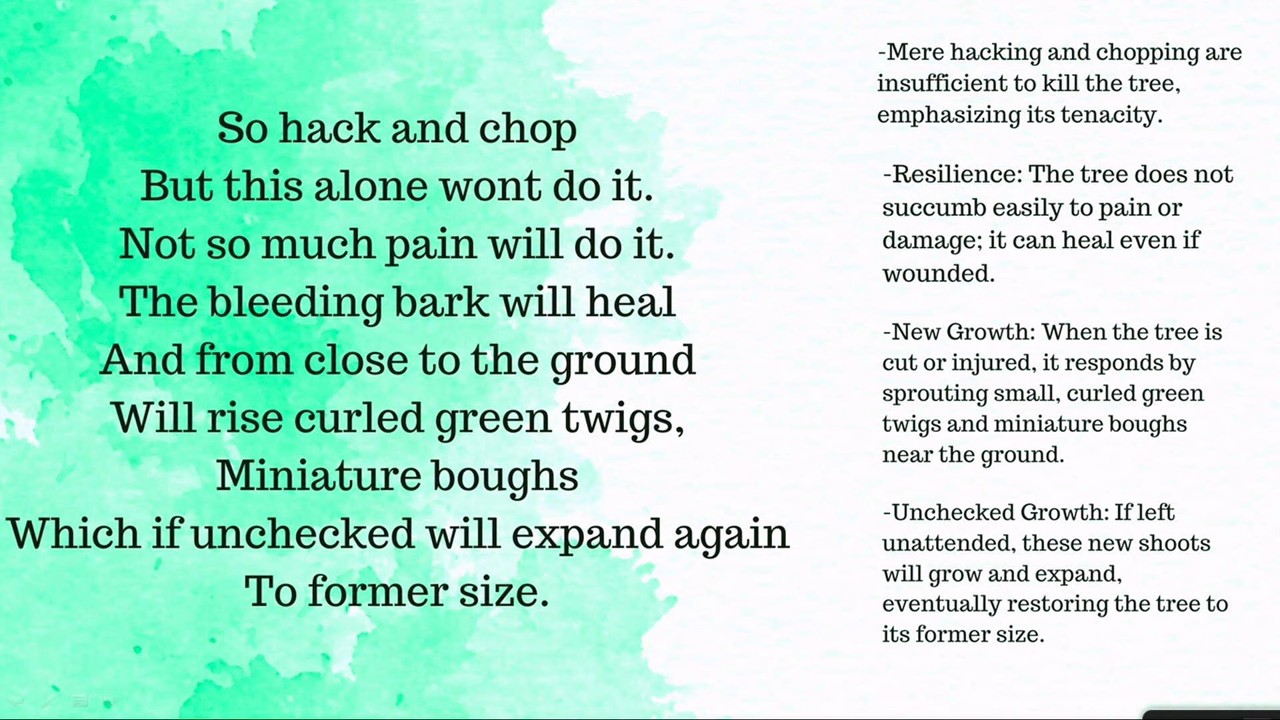 So hack and chop
But this alone wont do it.
Not so much pain will do it.
The bleeding bark will heal
And from close to the ground
Will rise curled green twigs,
Miniature boughs
Which if unchecked will expand again
To former size.
-Mere hacking and chopping are
insufficient to kill the tree,
emphasizing its tenacity.
-Resilience: The tree does not
succumb easily to pain or
damage; it can heal even if
wounded.
-New Growth: When the tree is
cut or injured, it responds by
sprouting small, curled green
twigs and miniature boughs
near the ground.
-Unchecked Growth: If left
unattended, these new shoots
will grow and expand,
eventually restoring the tree to
its former size.